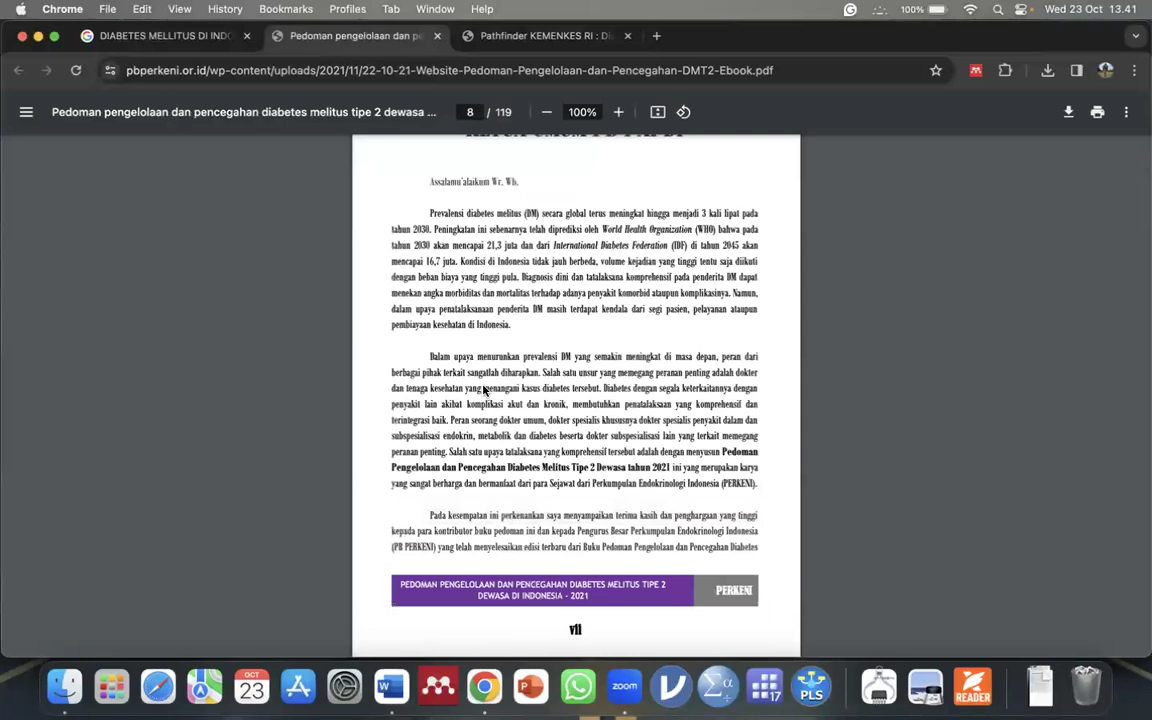 Chrome File Edit View History Bookmarks Profiles Tab Window Help 100% Wed 23 Oct 13.41
DIABETES MELLITUS DI INDO Pedoman pengelolaan dan pe Pathfinder KEMENKES RI : Di
pbperkeni.or.id/wp-content/uploads/2021/11/22-10-21-Website-Pedoman-Pengelolaan-dan-Pencegahan-DMT2-Ebook.pdf
Pedoman pengelolaan dan pencegahan diabetes melitus tipe 2 dewasa ... 8 / 119 100%
Assalamu'alaikum Wr. Wb.
Prevalensi diabetes melitus (DM) secara global terus meningkat hingga menjadi 3 kali lipat pada
tahun 2030. Peningkatan ini sebenarnya telah diprediksi oleh World Health Organization (WHO) bahwa pada
tahun 2030 akan mencapai 21,3 juta dan dari International Diabetes Federation (IDF) di tahun 2045 akan
mencapai 16,7 juta. Kondisi di Indonesia tidak jauh berbeda, volume kejadian yang tinggi tentu saja diikuti
dengan beban biaya yang tinggi pula. Diagnosis dini dan tatalaksana komprehensif pada penderita DM dapat
menekan angka morbiditas dan mortalitas terhadap adanya penyakit komorbid ataupun komplikasinya. Namun,
dalam upaya penatalaksanaan penderita DM masih terdapat kendala dari segi pasien, pelayanan ataupun
pembiayaan kesehatan di Indonesia.
Dalam upaya menurunkan prevalensi DM yang semakin meningkat di masa depan, peran dari
berbagai pihak terkait sangatlah diharapkan. Salah satu unsur yang memegang peranan penting adalah dokter
dan tenaga kesehatan yang menangani kasus diabetes tersebut. Diabetes dengan segala keterkaitannya dengan
penyakit lain akibat komplikasi akut dan kronik, membutuhkan penatalaksanaan yang komprehensif dan
terintegrasi baik. Peran seorang dokter umum, dokter spesialis khususnya dokter spesialis penyakit dalam dan
subspesialisasi endokrin, metabolik dan diabetes beserta dokter subspesialisasi lain yang terkait memegang
peranan penting. Salah satu upaya tatalaksana yang komprehensif tersebut adalah dengan menyusun Pedoman
Pengelolaan dan Pencegahan Diabetes Melitus Tipe 2 Dewasa tahun 2021 ini yang merupakan karya
yang sangat berharga dan bermanfaat dari para Sejawat dari Perkumpulan Endokrinologi Indonesia (PERKENI).
Pada kesempatan ini perkenankan saya menyampaikan terima kasih dan penghargaan yang tinggi
kepada para kontributor buku pedoman ini dan kepada Pengurus Besar Perkumpulan Endokrinologi Indonesia
(PB PERKENI) yang telah menyelesaikan edisi terbaru dari Buku Pedoman Pengelolaan dan Pencegahan Diabetes
PEDOMAN PENGELOLAAN DAN PENCEGAHAN DIABETES MELITUS TIPE 2
DEWASA DI INDONESIA - 2021
PERKENI
vii
OCT
23
W
P
zoom
V
Σα
17
PLS
READER